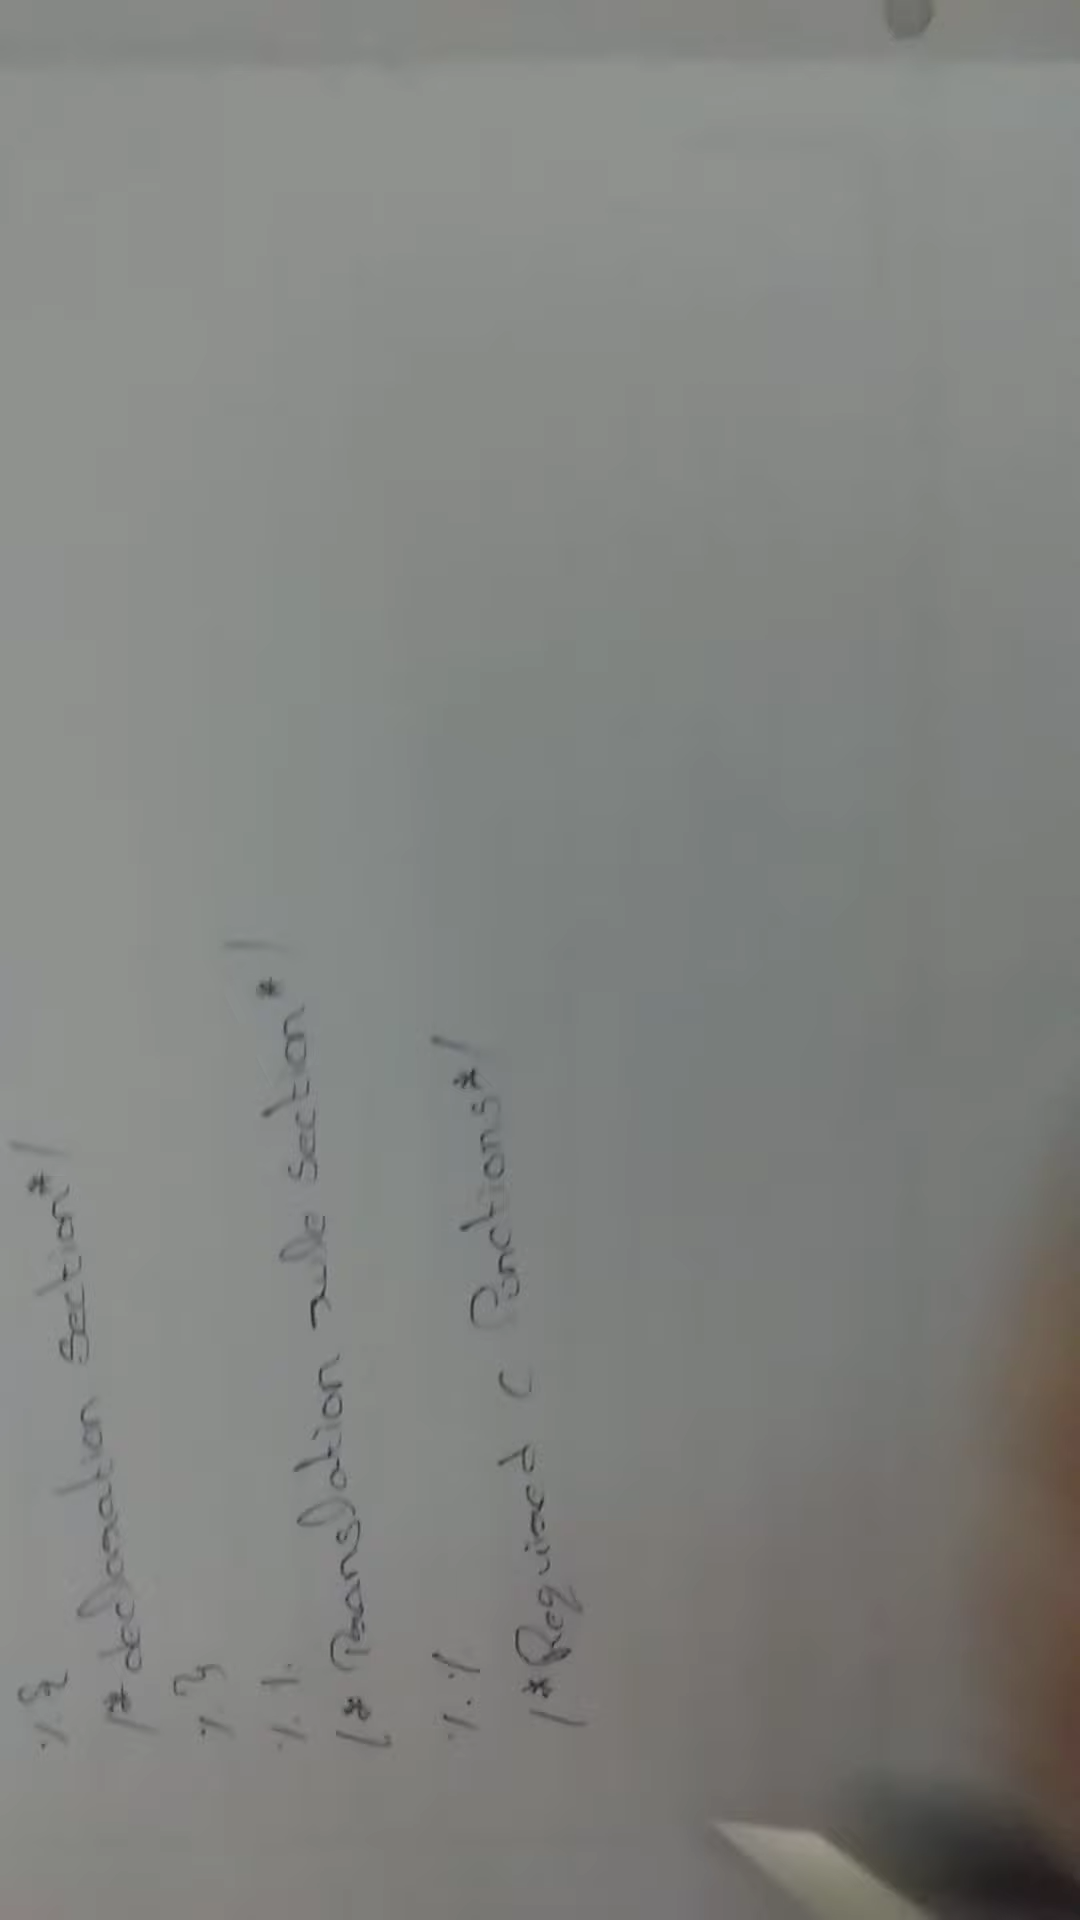 %{
/* declaration section */
%}
%%
/* Translation rule section */
%%
/* Required C Functions */